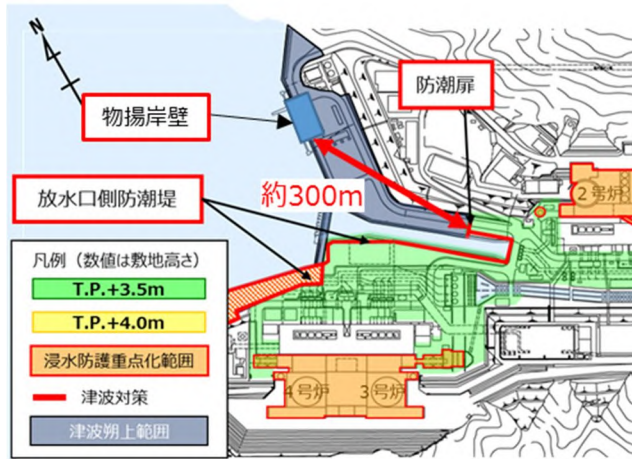 N
物揚岸壁
防潮扉
放水口側防潮堤
約300m
2号炉
凡例（数値は敷地高さ）
T.P.+3.5m
T.P.+4.0m
浸水防護重点化範囲
津波対策
津波朔上範囲
4号炉
3号炉